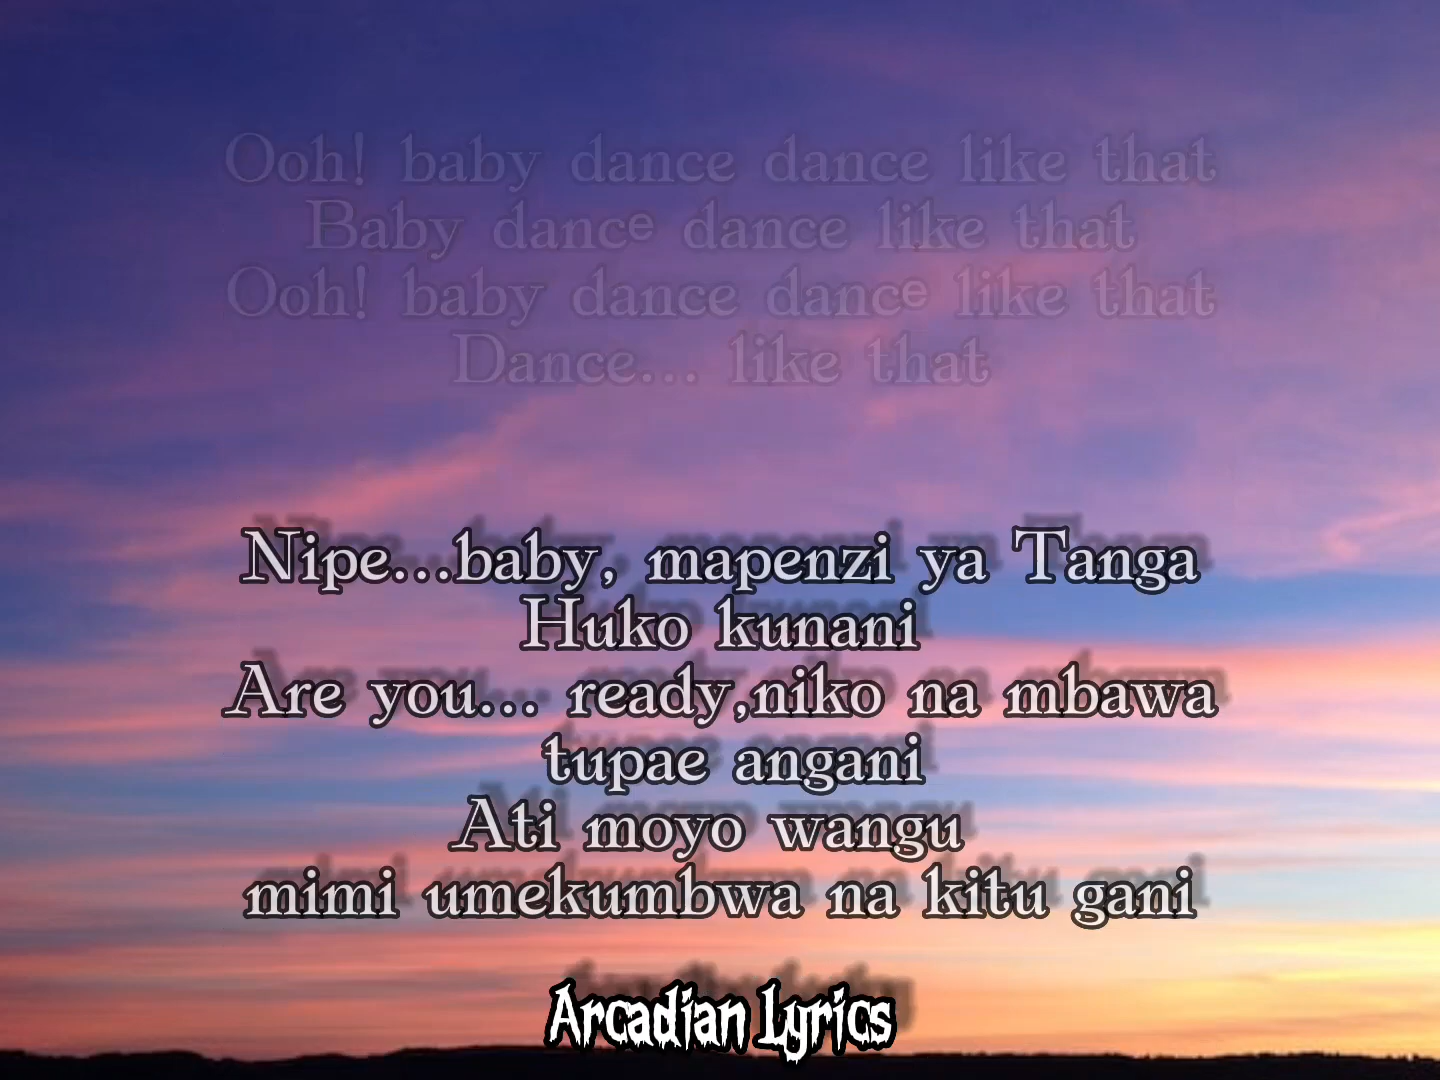 Ooh! baby dance dance like that
Baby dance dance like that
Ooh! baby dance dance like that
Dance... like that
Nipe...baby, mapenzi ya Tanga
Huko kunani
Are you... ready,niko na mbawa
tupae angani
Ati moyo wangu
mimi umekumbwa na kitu gani
Arcadian Lyrics